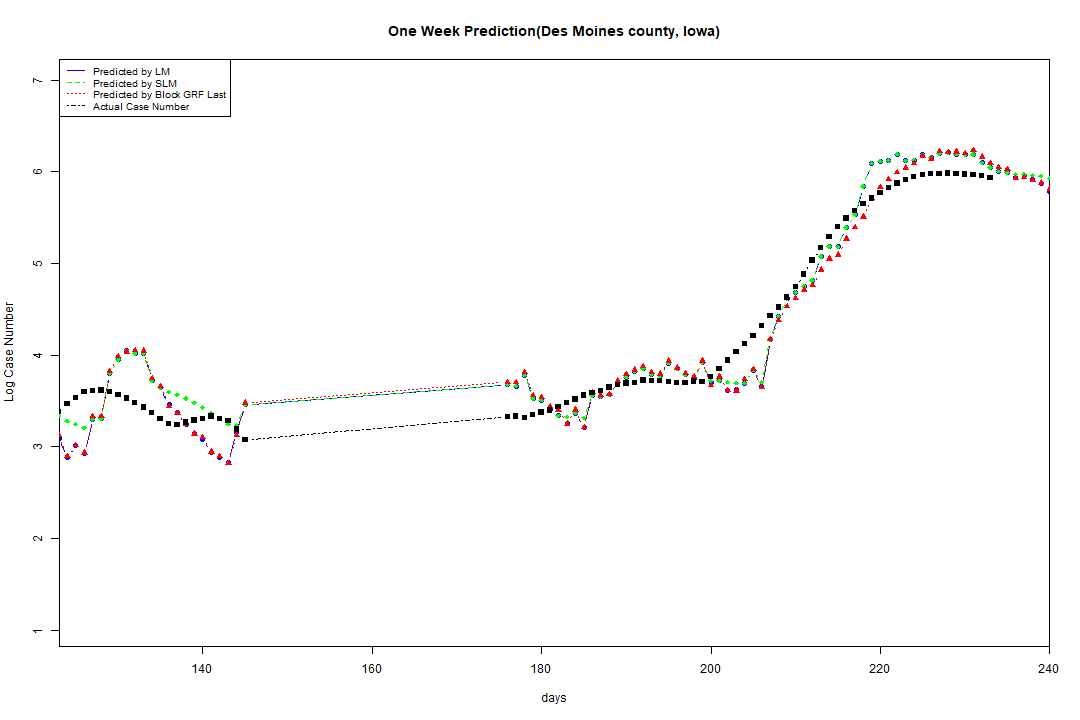 One Week Prediction(Des Moines county, Iowa)
Predicted by LM
Predicted by SLM
Predicted by Block GRF Last
Actual Case Number
Log Case Number
7
6
5
4
3
2
1
140 160 180 200 220 240
days